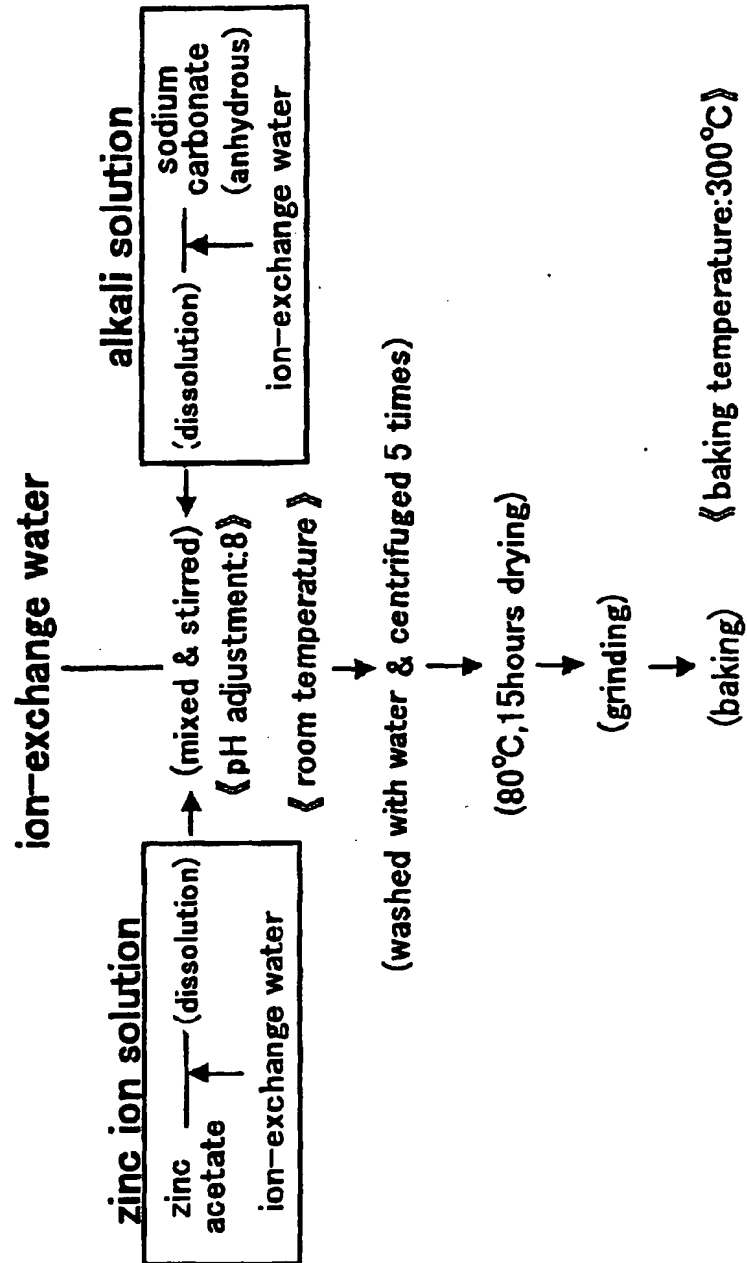 ion-exchange water
zinc ion solution
zinc
acetate
(dissolution)
ion-exchange water
alkali solution
(dissolution)
sodium
carbonate
(anhydrous)
ion-exchange water
(mixed & stirred)
《pH adjustment:8》
《room temperature》
(washed with water & centrifuged 5 times)
(80°C,15hours drying)
(grinding)
(baking)
《baking temperature:300°C》